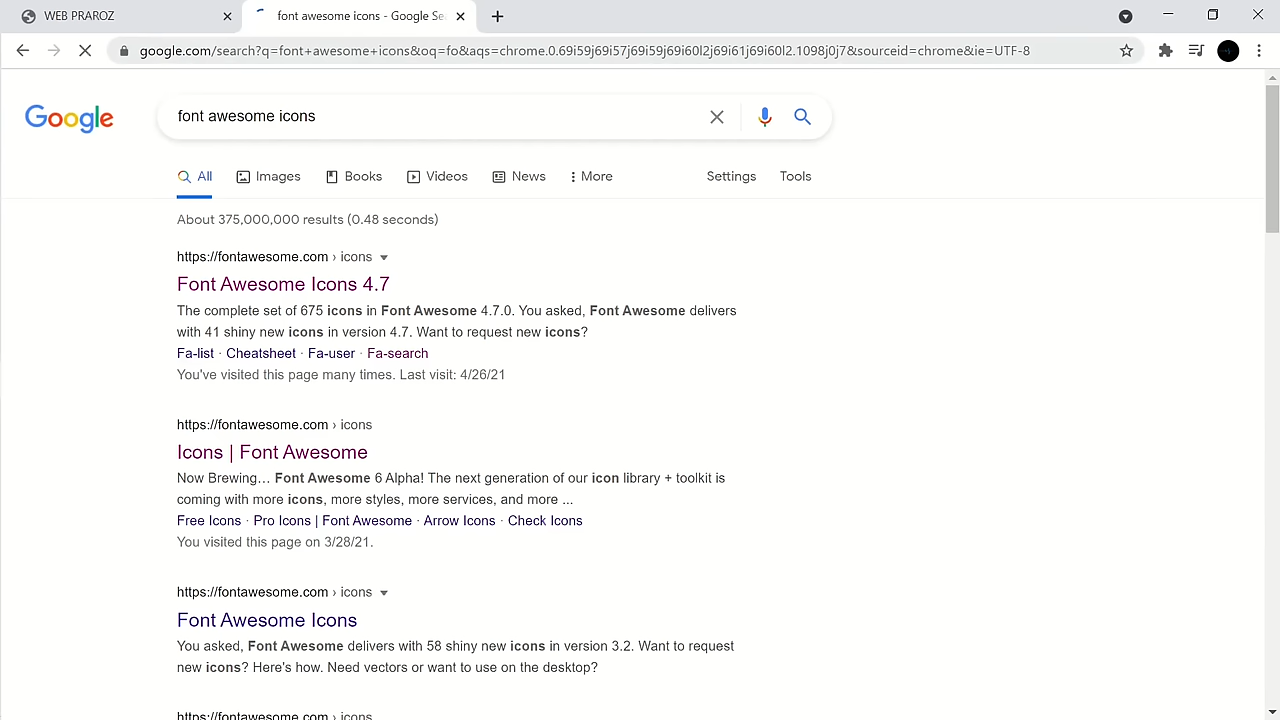 WEB PRAROZ
font awesome icons - Google Se
google.com/search?q=font+awesome+icons&oq=fo&aqs=chrome.0.69i59j69i57j69i59j69i60l2j69i61j69i60l2.1098j0j7&sourceid=chrome&ie=UTF-8
Google
font awesome icons
All Images Books Videos News More Settings Tools
About 375,000,000 results (0.48 seconds)
https://fontawesome.com › icons
Font Awesome Icons 4.7
The complete set of 675 icons in Font Awesome 4.7.0. You asked, Font Awesome delivers
with 41 shiny new icons in version 4.7. Want to request new icons?
Fa-list · Cheatsheet · Fa-user · Fa-search
You've visited this page many times. Last visit: 4/26/21
https://fontawesome.com › icons
Icons | Font Awesome
Now Brewing… Font Awesome 6 Alpha! The next generation of our icon library + toolkit is
coming with more icons, more styles, more services, and more ...
Free Icons · Pro Icons | Font Awesome · Arrow Icons · Check Icons
You visited this page on 3/28/21.
https://fontawesome.com › icons
Font Awesome Icons
You asked, Font Awesome delivers with 58 shiny new icons in version 3.2. Want to request
new icons? Here's how. Need vectors or want to use on the desktop?
https://fontawesome.com › icons